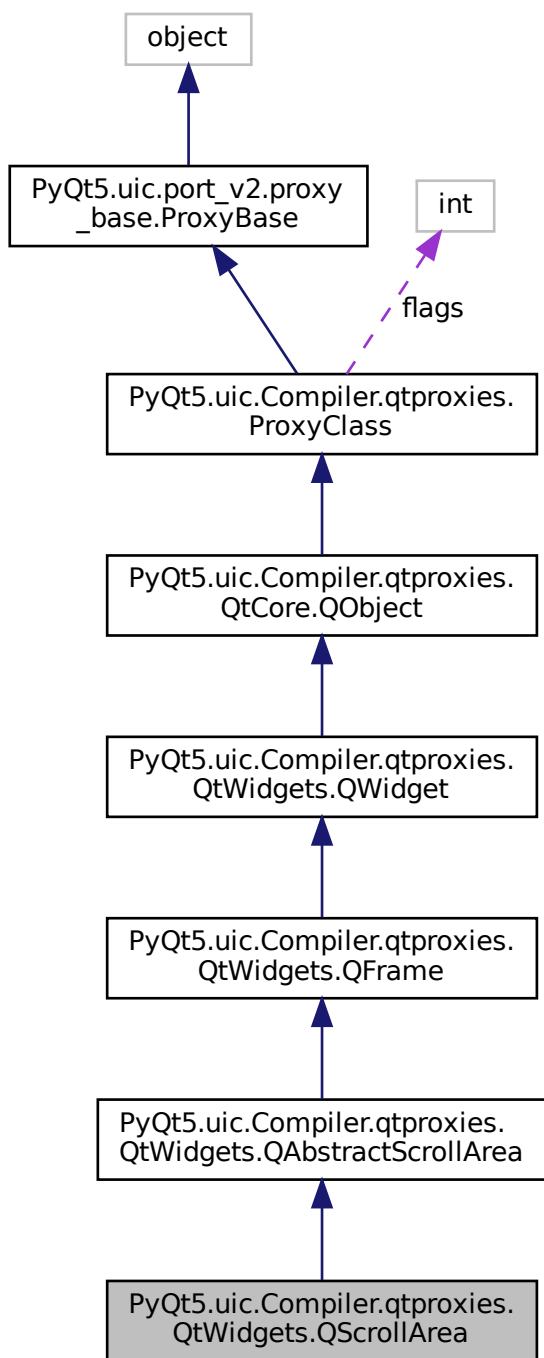 object
PyQt5.uic.port_v2.proxy
_base.ProxyBase
int
flags
PyQt5.uic.Compiler.qtproxies.
ProxyClass
PyQt5.uic.Compiler.qtproxies.
QtCore.QObject
PyQt5.uic.Compiler.qtproxies.
QtWidgets.QWidget
PyQt5.uic.Compiler.qtproxies.
QtWidgets.QFrame
PyQt5.uic.Compiler.qtproxies.
QtWidgets.QAbstractScrollArea
PyQt5.uic.Compiler.qtproxies.
QtWidgets.QScrollArea